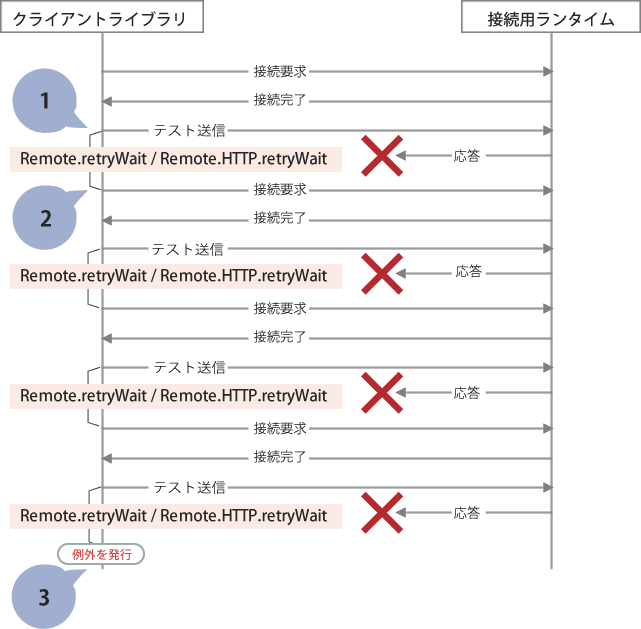 クライアントライブラリ
接続用ランタイム
接続要求
接続完了
1
テスト送信
Remote.retryWait / Remote.HTTP.retryWait
応答
接続要求
2
接続完了
テスト送信
Remote.retryWait / Remote.HTTP.retryWait
応答
接続要求
接続完了
テスト送信
Remote.retryWait / Remote.HTTP.retryWait
応答
接続要求
接続完了
テスト送信
Remote.retryWait / Remote.HTTP.retryWait
応答
例外を発行
3